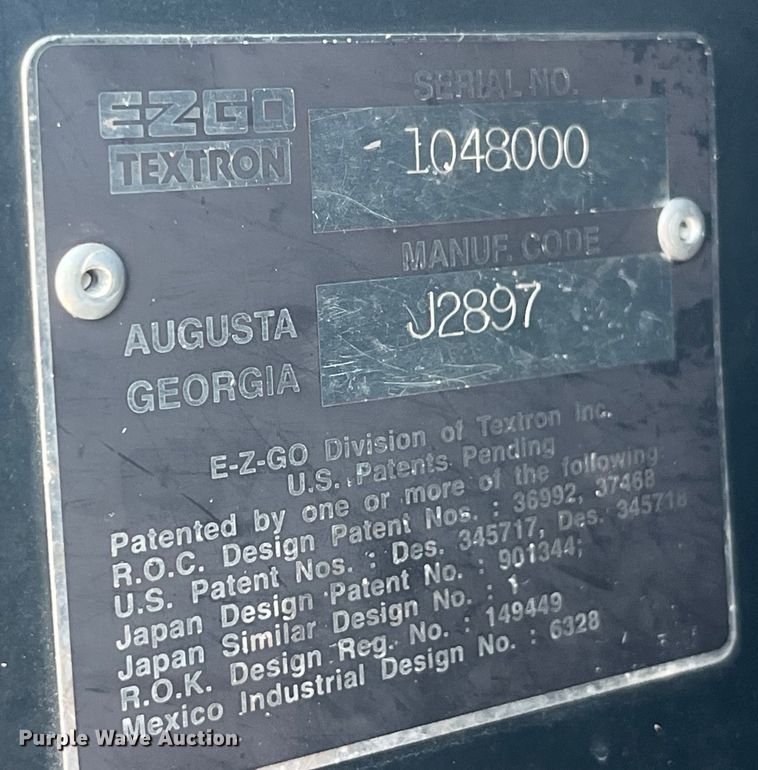 E-Z-GO
TEXTRON
SERIAL NO.
1048000
MANUF. CODE
J2897
AUGUSTA
GEORGIA
E-Z-GO Division of Textron Inc.
U.S. Patents Pending
Patented by one or more of the following:
R.O.C. Design Patent Nos. : 36992, 37468
U.S. Patent Nos. : Des. 345717, Des. 345718
Japan Design Patent No. : 901344;
Japan Similar Design No. : 1
R.O.K. Design Reg. No. : 149449
Mexico Industrial Design No. : 6328
Purple Wave Auction